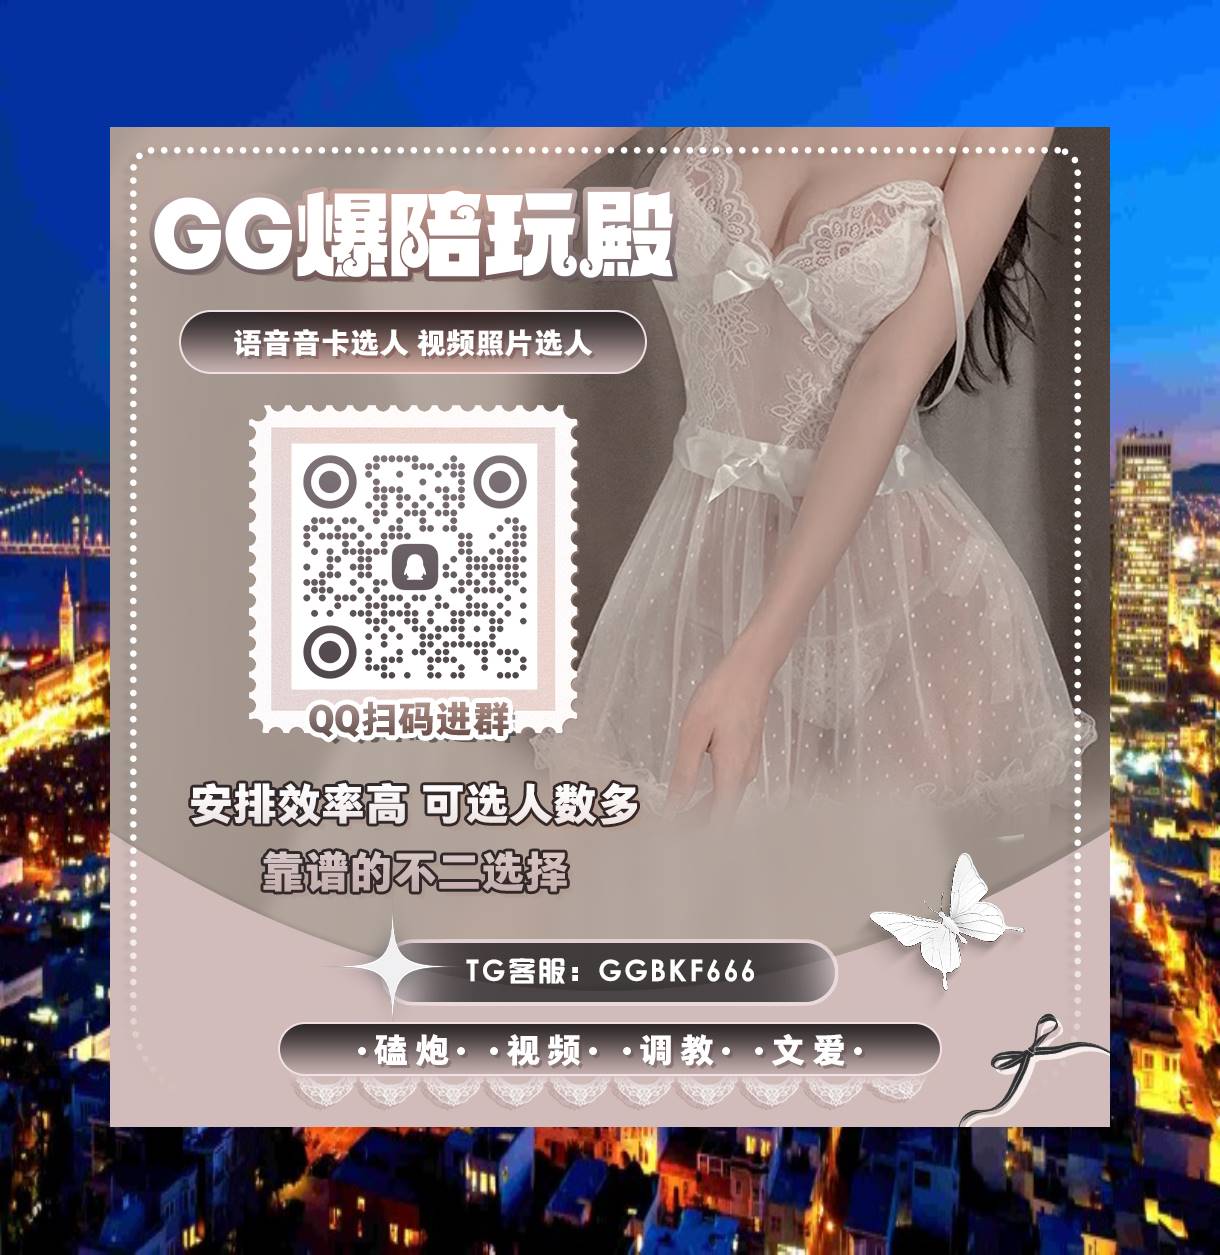 GG爆陪玩殿
语音音卡选人 视频照片选人
QQ扫码进群
安排效率高 可选人数多
靠谱的不二选择
TG客服：GGBKF666
·磕炮· ·视频· ·调教· ·文爱·